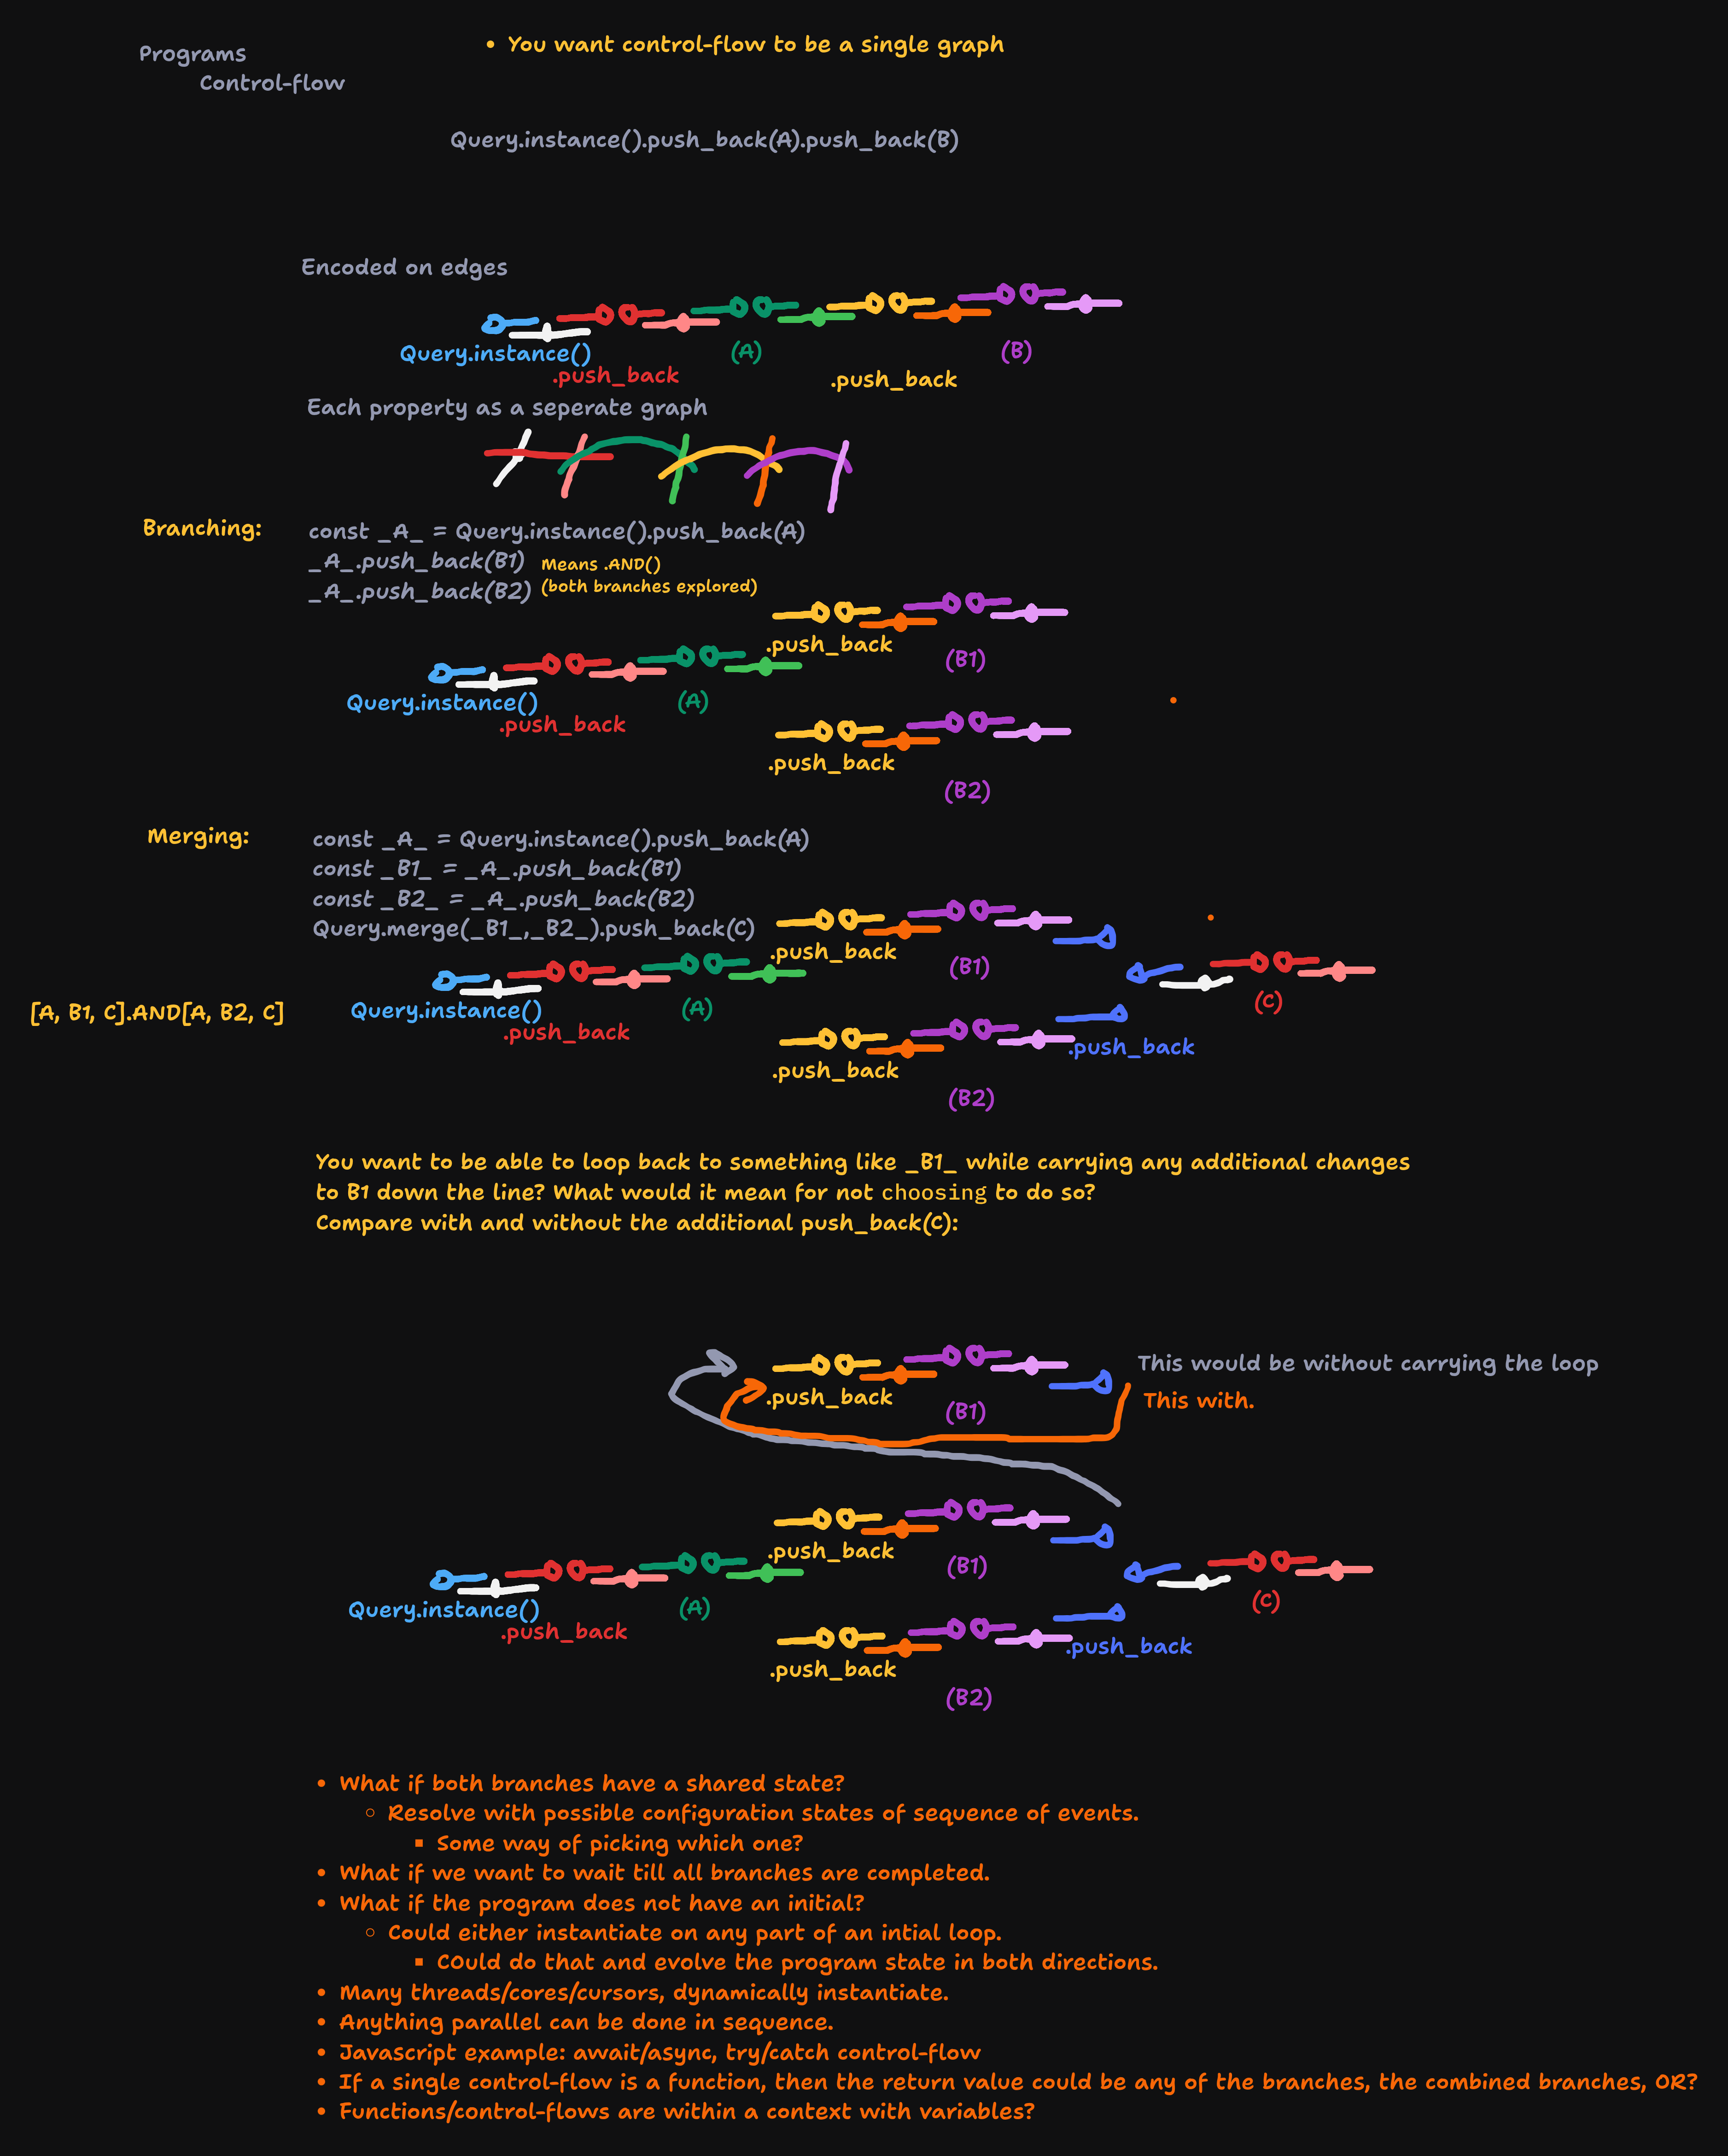 Programs
Control-flow
• You want control-flow to be a single graph
Query.instance().push_back(A).push_back(B)
Encoded on edges
Query.instance()
.push_back
(A)
.push_back
(B)
Each property as a seperate graph
Branching:
const _A_ = Query.instance().push_back(A)
_A_.push_back(B1)
_A_.push_back(B2)
Means .AND()
(both branches explored)
.push_back
(B1)
Query.instance()
.push_back
(A)
.push_back
(B2)
Merging:
const _A_ = Query.instance().push_back(A)
const _B1_ = _A_.push_back(B1)
const _B2_ = _A_.push_back(B2)
Query.merge(_B1_,_B2_).push_back(C)
.push_back
(B1)
[A, B1, C].AND[A, B2, C]
Query.instance()
.push_back
(A)
(C)
.push_back
.push_back
(B2)
You want to be able to loop back to something like _B1_ while carrying any additional changes
to B1 down the line? What would it mean for not choosing to do so?
Compare with and without the additional push_back(C):
This would be without carrying the loop
This with.
.push_back
(B1)
.push_back
(B1)
Query.instance()
.push_back
(A)
(C)
.push_back
.push_back
(B2)
• What if both branches have a shared state?
○ Resolve with possible configuration states of sequence of events.
▪ Some way of picking which one?
• What if we want to wait till all branches are completed.
• What if the program does not have an initial?
○ Could either instantiate on any part of an intial loop.
▪ COuld do that and evolve the program state in both directions.
• Many threads/cores/cursors, dynamically instantiate.
• Anything parallel can be done in sequence.
• Javascript example: await/async, try/catch control-flow
• If a single control-flow is a function, then the return value could be any of the branches, the combined branches, OR?
• Functions/control-flows are within a context with variables?